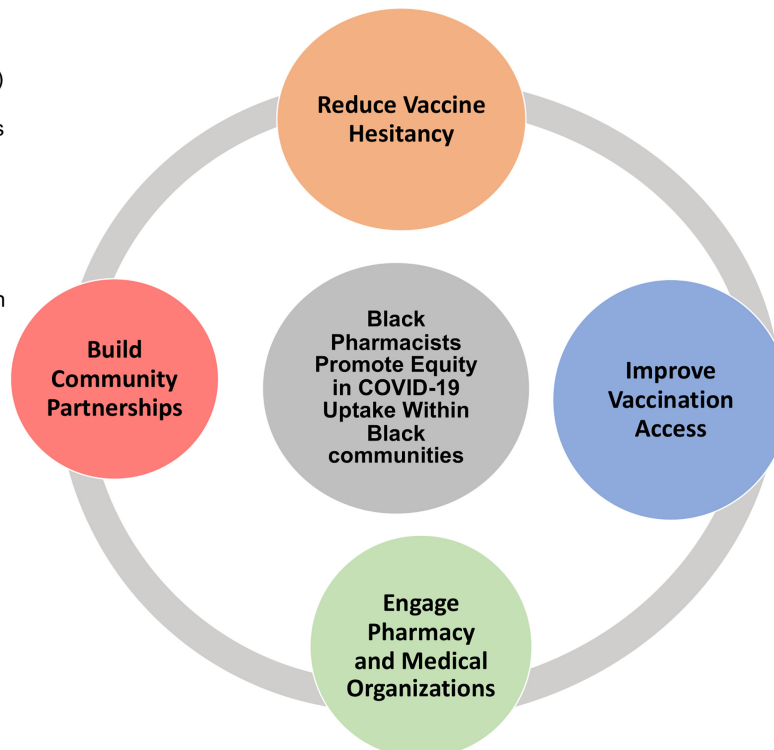 )
s
n
Reduce Vaccine
Hesitancy
Build
Community
Partnerships
Black
Pharmacists
Promote Equity
in COVID-19
Uptake Within
Black
communities
Improve
Vaccination
Access
Engage
Pharmacy
and Medical
Organizations